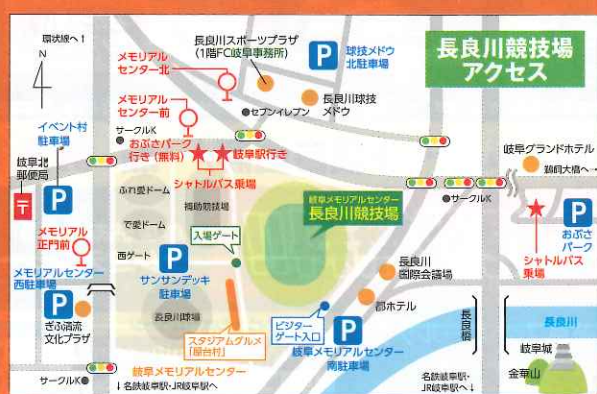 長良川競技場
アクセス
環状線へ↑
N
メモリアル
センター北
長良川スポーツプラザ
(1階FC岐阜事務所)
P
球技メドウ
北駐車場
メモリアル
センター前
セブンイレブン
長良川球技
メドウ
イベント村
駐車場
サークルK
おぶさパーク
行き(無料)
岐阜駅行き
シャトルバス乗場
岐阜グランドホテル
鵜飼大橋へ→
岐阜北
郵便局
〒
P
ふれ愛ドーム
補助競技場
岐阜メモリアルセンター
長良川競技場
サークルK
で愛ドーム
入場ゲート
シャトルバス
乗場
P
おぶさ
パーク
メモリアル
正門前
西ゲート
メモリアルセンター
西駐車場
P
サンサンデッキ
駐車場
長良川
国際会議場
都ホテル
P
ぎふ清流
文化プラザ
長良川球場
スタジアムグルメ
「屋台村」
ビジター
ゲート入口
P
岐阜メモリアルセンター
南駐車場
長良橋
長良川
岐阜城
金華山
サークルK
岐阜メモリアルセンター
↓名鉄岐阜駅・JR岐阜駅へ
名鉄岐阜駅・
JR岐阜駅へ↓